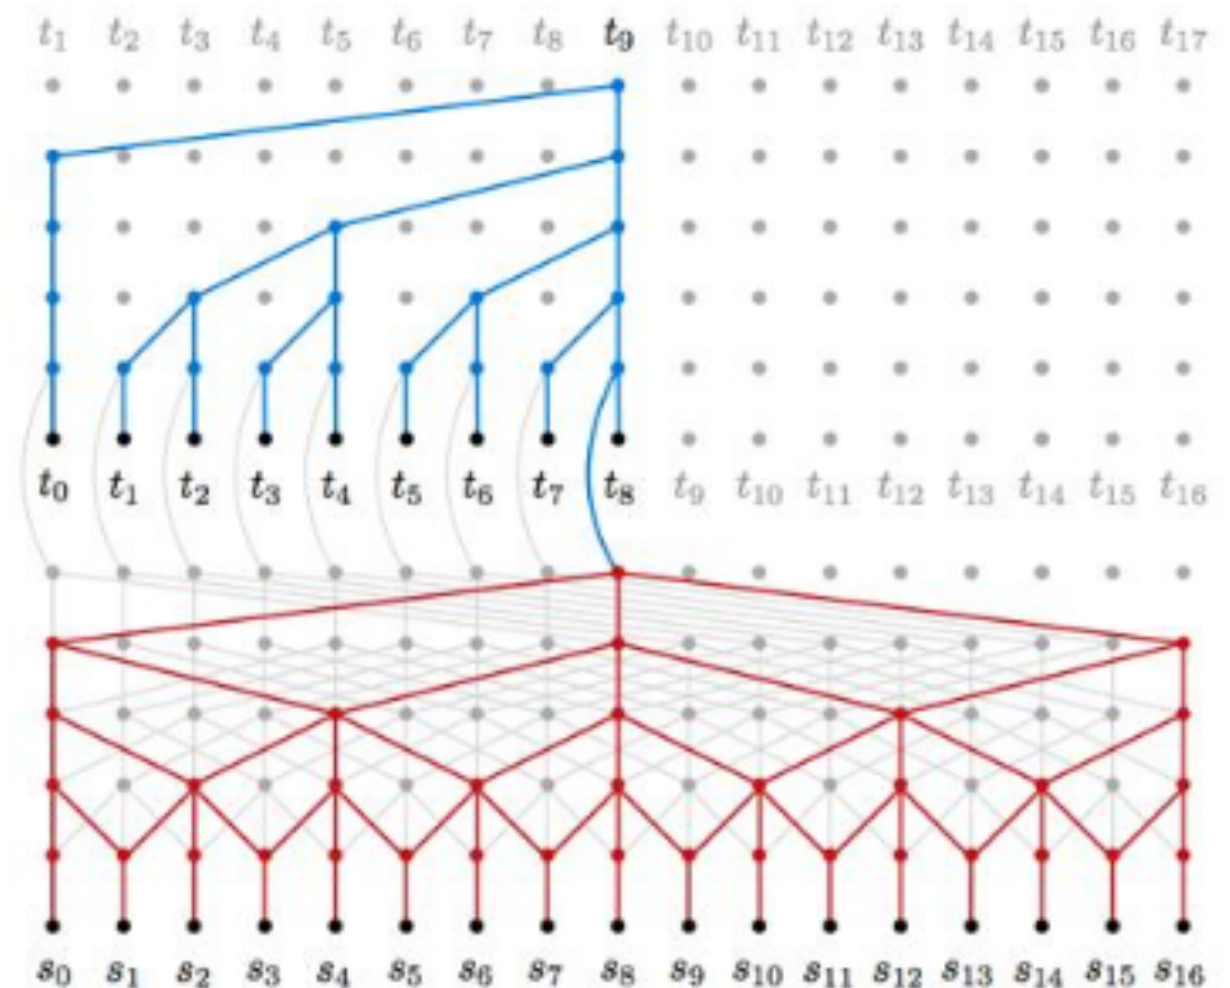 t₁ t₂ t₃ t₄ t₅ t₆ t₇ t₈ t₉ t₁₀ t₁₁ t₁₂ t₁₃ t₁₄ t₁₅ t₁₆ t₁₇
t₀ t₁ t₂ t₃ t₄ t₅ t₆ t₇ t₈ t₉ t₁₀ t₁₁ t₁₂ t₁₃ t₁₄ t₁₅ t₁₆
s₀ s₁ s₂ s₃ s₄ s₅ s₆ s₇ s₈ s₉ s₁₀ s₁₁ s₁₂ s₁₃ s₁₄ s₁₅ s₁₆